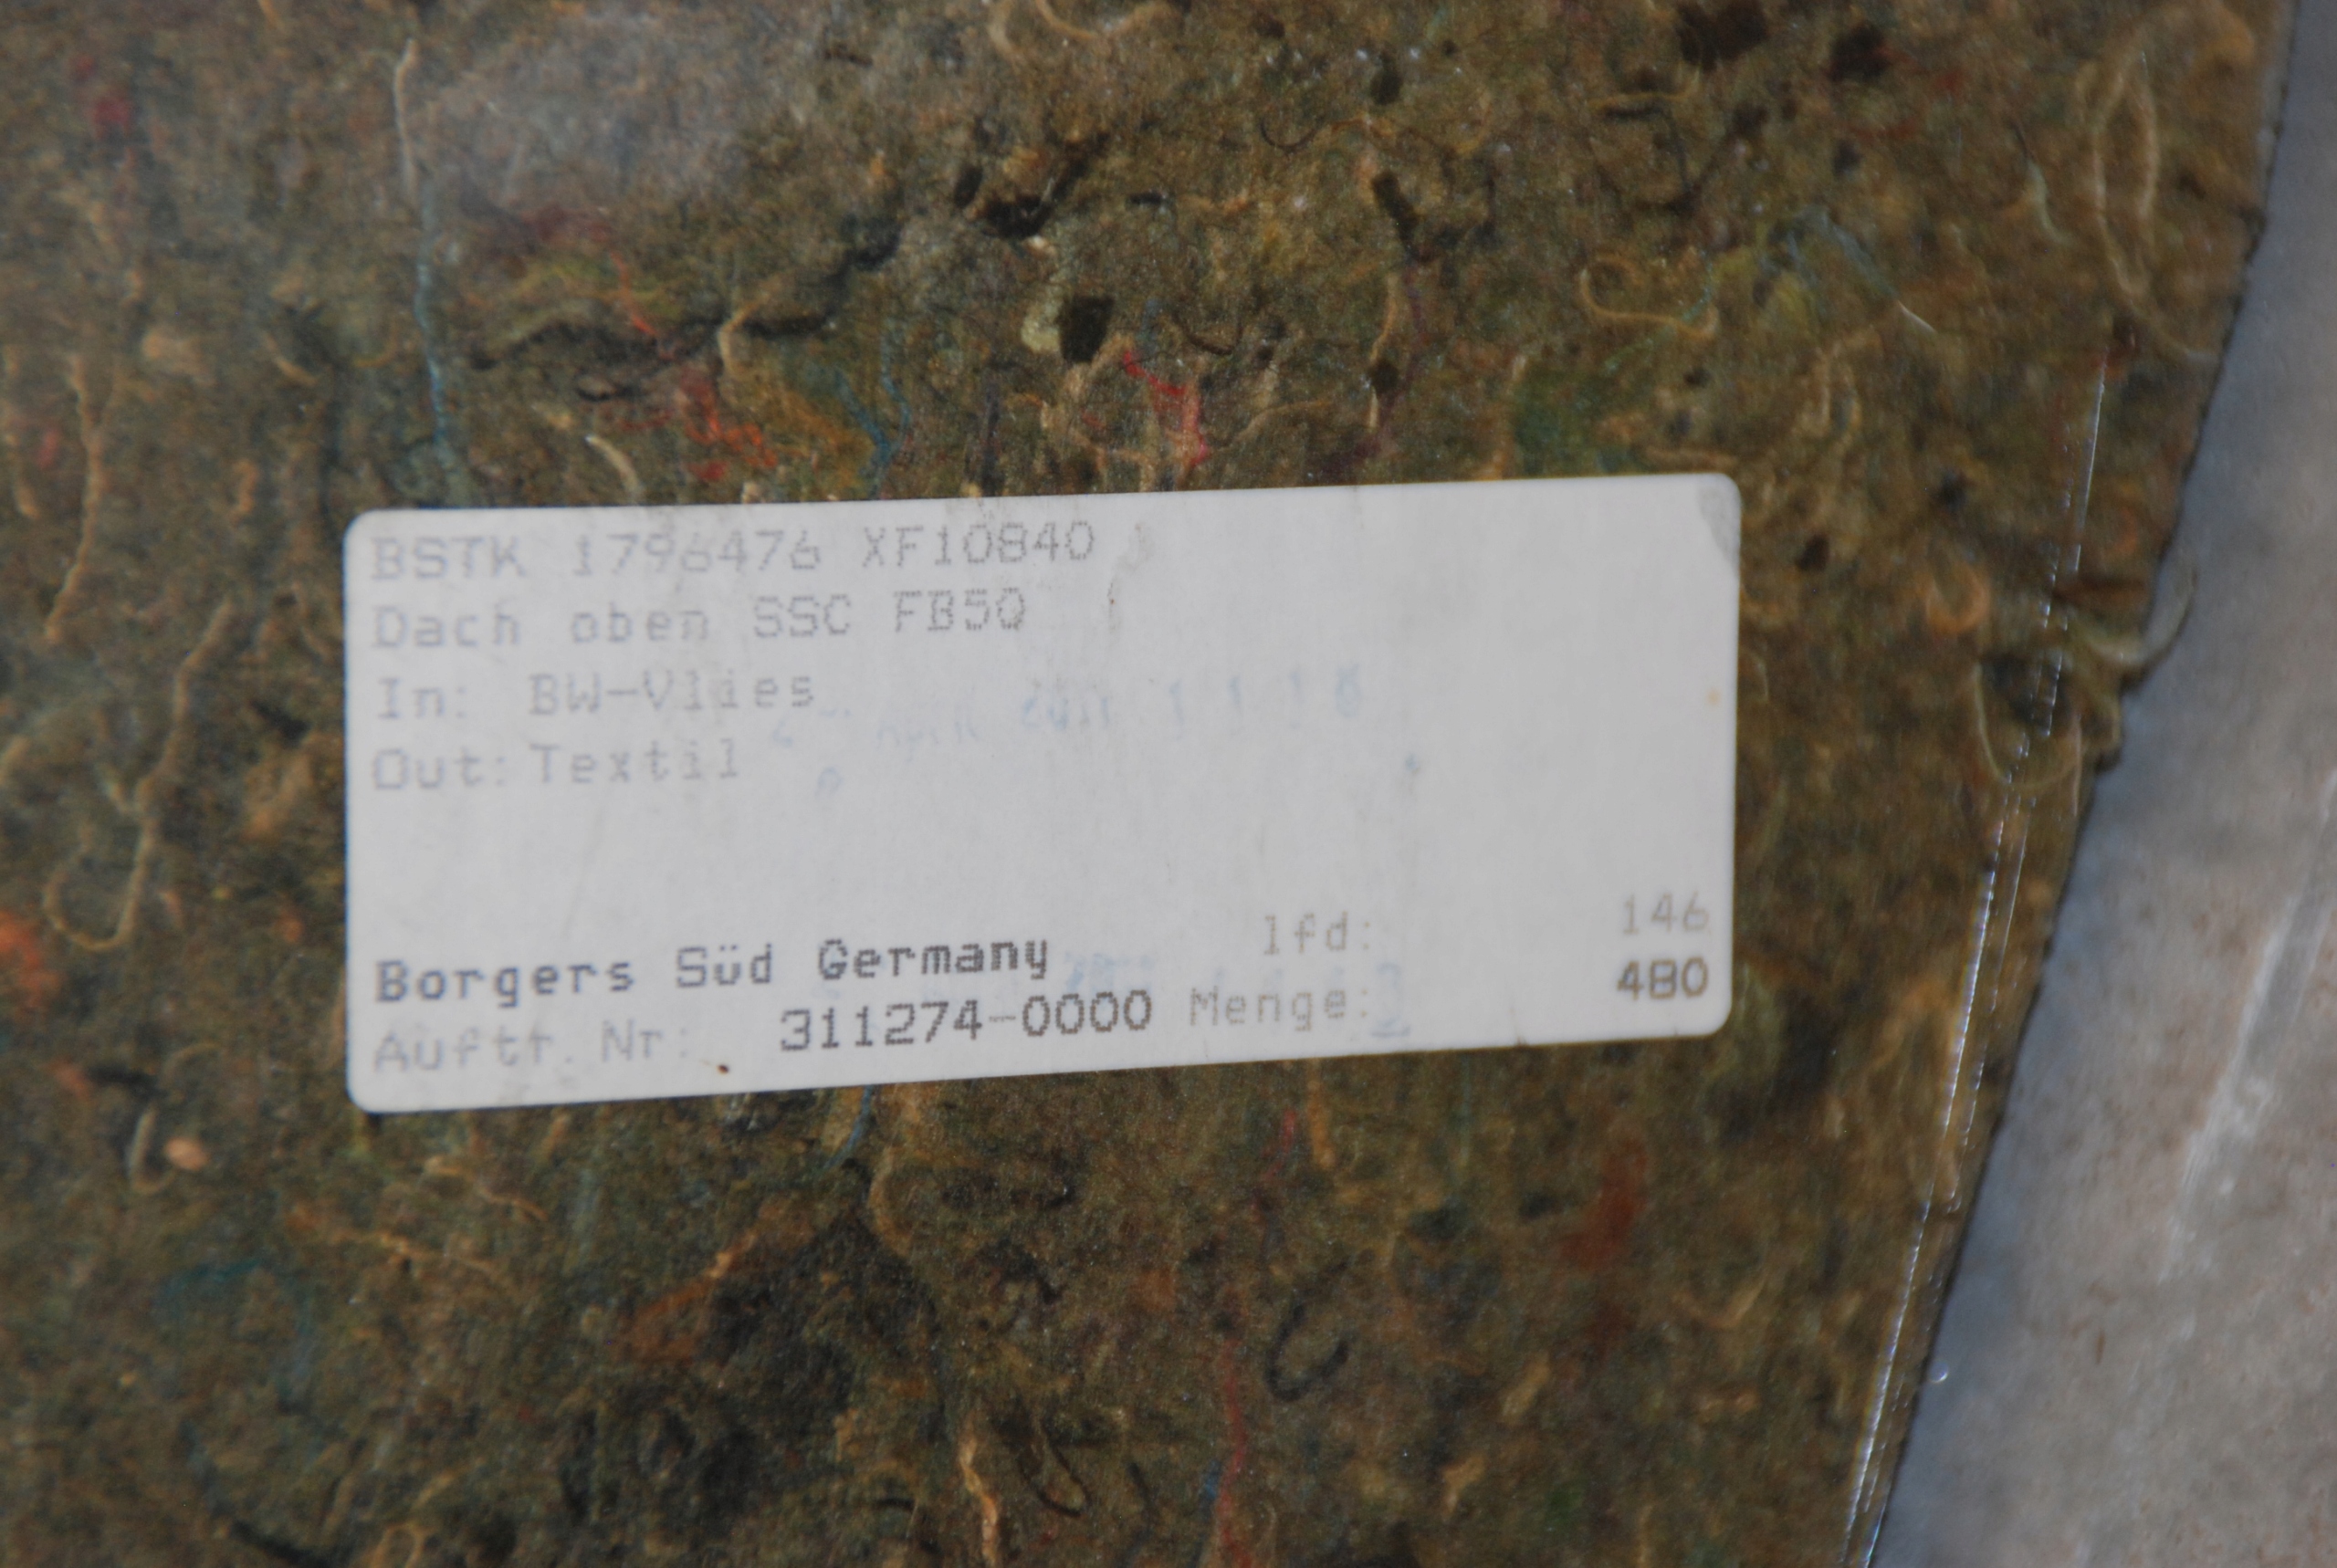 BSTK 1796476 XF10840
Dach oben SSC FB50
In: BW-Vlies
Out: Textil
Borgers Süd Germany lfd: 146
Auftr. Nr: 311274-0000 Menge: 480